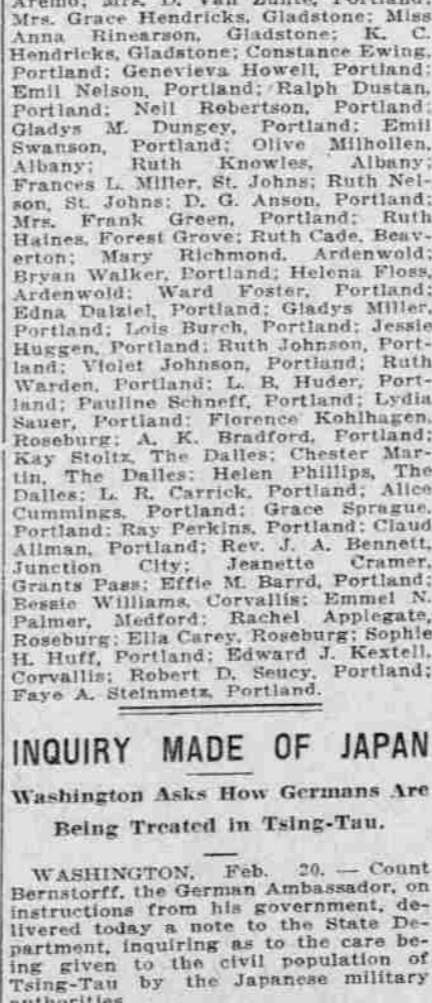 Aremo; Mrs. D. Van Zante, Portland;
Mrs. Grace Hendricks, Gladstone; Miss
Anna Rinearson, Gladstone; K. C.
Hendricks, Gladstone; Constance Ewing,
Portland; Genevieva Howell, Portland;
Emil Nelson, Portland; Ralph Dustan,
Portland; Neil Robertson, Portland;
Gladys M. Dungey, Portland; Emil
Swanson, Portland; Olive Milhollen,
Albany; Ruth Knowles, Albany;
Frances L. Miller, St. Johns; Ruth Nel-
son, St. Johns; D. G. Anson, Portland;
Mrs. Frank Green, Portland; Ruth
Haines, Forest Grove; Ruth Cade, Beav-
erton; Mary Richmond, Ardenwold;
Bryan Walker, Portland; Helena Floss,
Ardenwold; Ward Foster, Portland;
Edna Dalziel, Portland; Gladys Miller,
Portland; Lois Burch, Portland; Jessie
Huggen, Portland; Ruth Johnson, Port-
land; Violet Johnson, Portland; Ruth
Warden, Portland; L. B. Huder, Port-
land; Pauline Schneff, Portland; Lydia
Sauer, Portland; Florence Kohlhagen,
Roseburg; A. K. Bradford, Portland;
Kay Stoltz, The Dalles; Chester Mar-
tin, The Dalles; Helen Phillips, The
Dalles; L. R. Carrick, Portland; Alice
Cummings, Portland; Grace Sprague,
Portland; Ray Perkins, Portland; Claud
Allman, Portland; Rev. J. A. Bennett,
Junction City; Jeanette Cramer,
Grants Pass; Effie M. Barrd, Portland;
Bessie Williams, Corvallis; Emmel N.
Palmer, Medford; Rachel Applegate,
Roseburg; Ella Carey, Roseburg; Sophie
H. Huff, Portland; Edward J. Kextell,
Corvallis; Robert D. Seucy, Portland;
Faye A. Steinmetz, Portland.
INQUIRY MADE OF JAPAN
Washington Asks How Germans Are
Being Treated in Tsing-Tau.
WASHINGTON, Feb. 20. — Count
Bernstorff, the German Ambassador, on
instructions from his government, de-
livered today a note to the State De-
partment, inquiring as to the care be-
ing given to the civil population of
Tsing-Tau by the Japanese military
authorities.